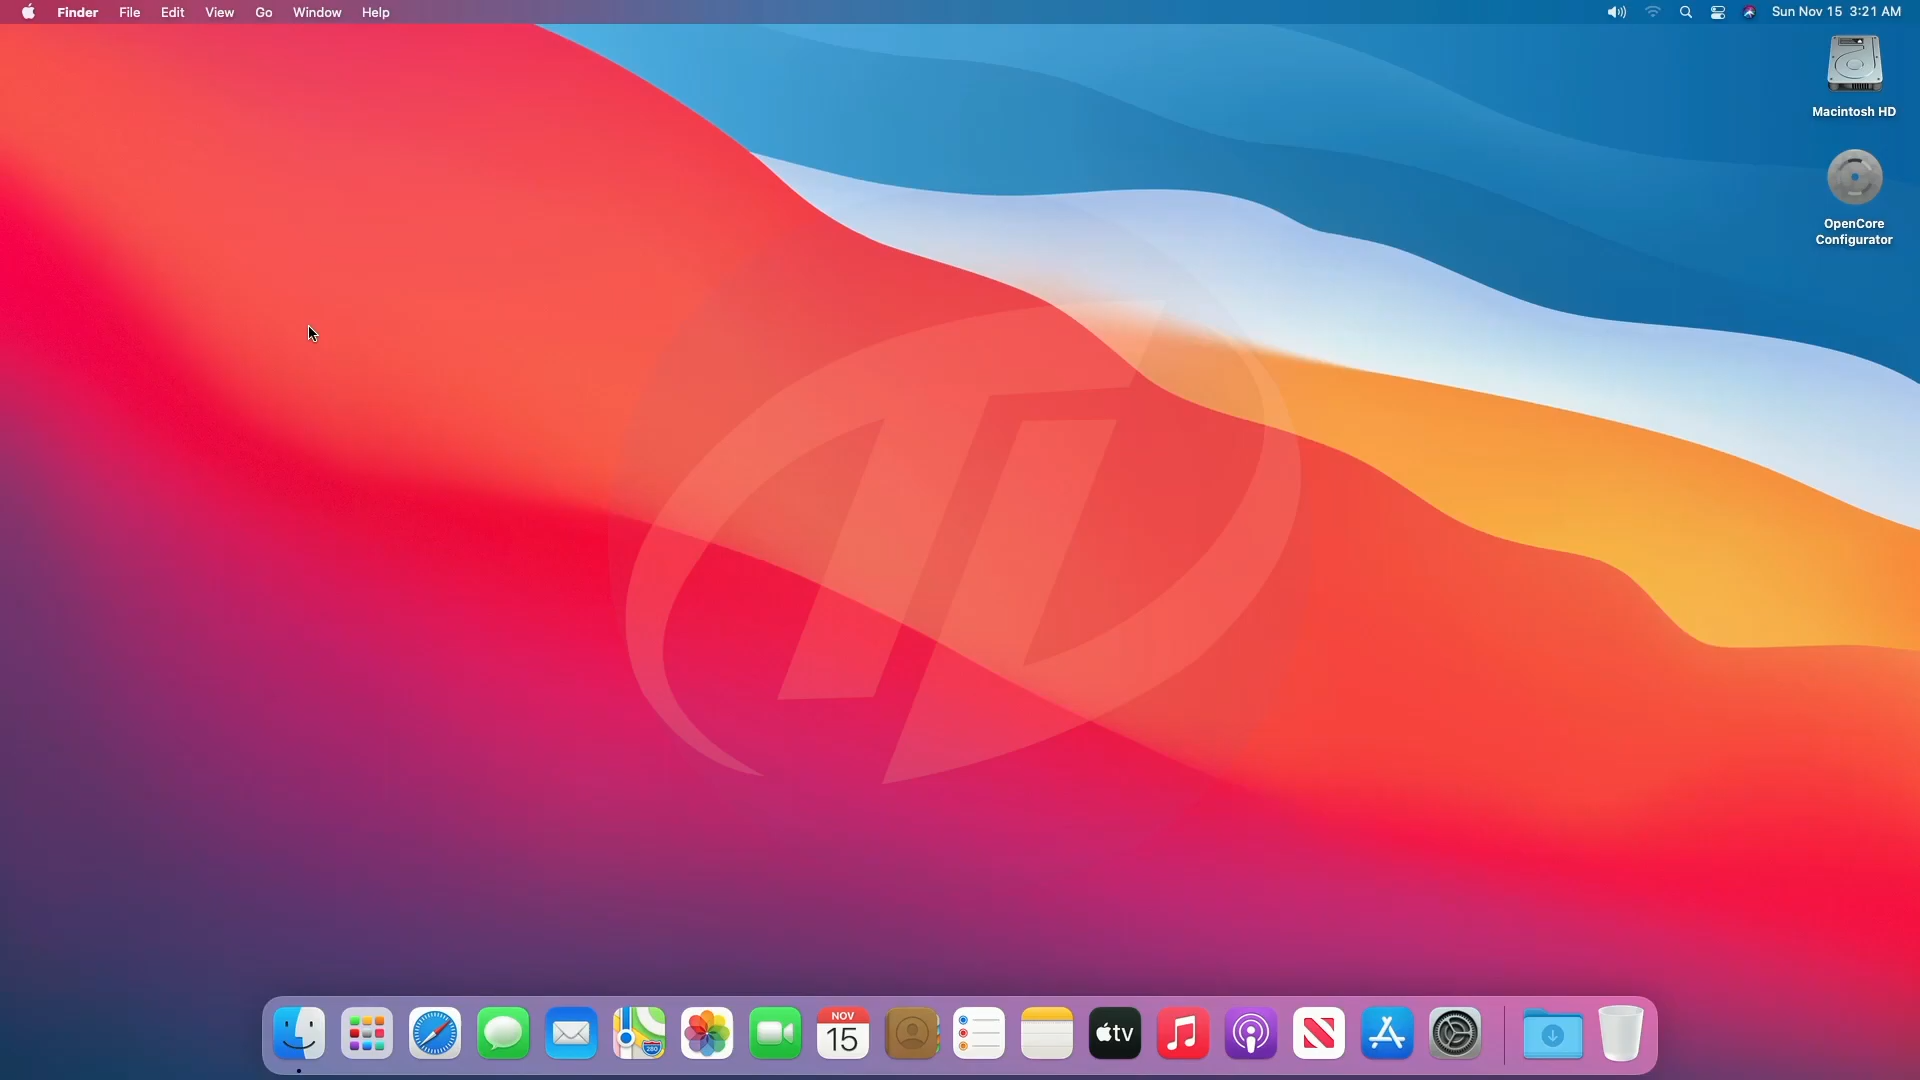 Finder File Edit View Go Window Help
Sun Nov 15 3:21 AM
Macintosh HD
OpenCore
Configurator
NOV
15
280
tv